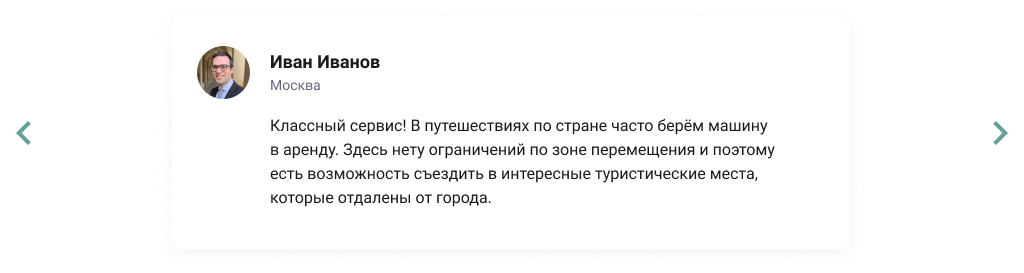 Иван Иванов
Москва
Классный сервис! В путешествиях по стране часто берём машину
в аренду. Здесь нету ограничений по зоне перемещения и поэтому
есть возможность съездить в интересные туристические места,
которые отдалены от города.